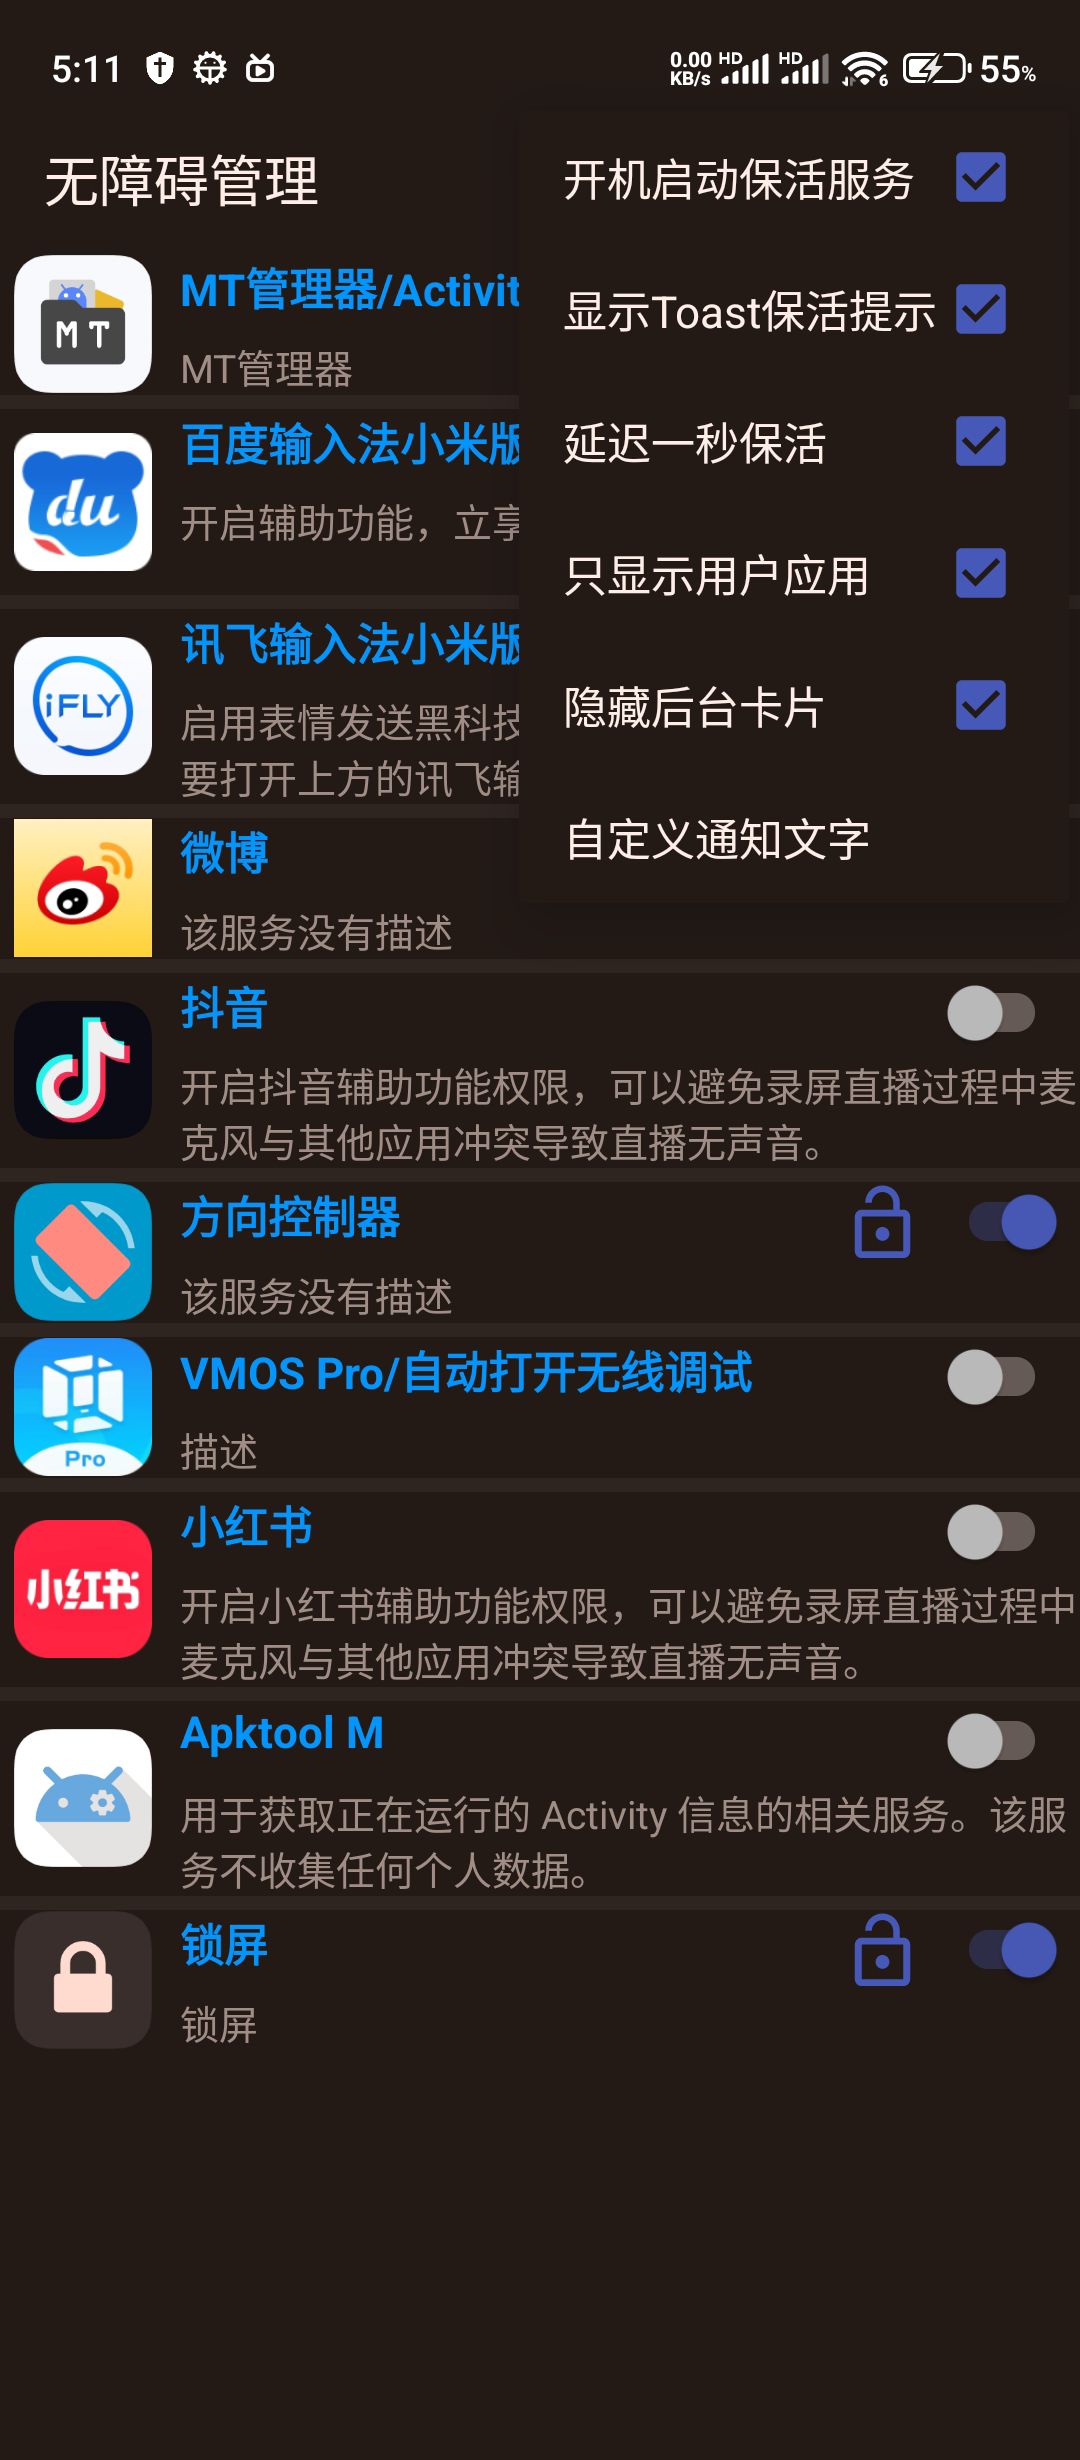 5:11
0.00
KB/s
HD
HD
6
55%
无障碍管理
开机启动保活服务
显示Toast保活提示
延迟一秒保活
只显示用户应用
隐藏后台卡片
自定义通知文字
MT
MT管理器/Activit
MT管理器
du
百度输入法小米版
开启辅助功能，立享
iFLY
讯飞输入法小米版
启用表情发送黑科技
要打开上方的讯飞输
微博
该服务没有描述
抖音
开启抖音辅助功能权限，可以避免录屏直播过程中麦
克风与其他应用冲突导致直播无声音。
方向控制器
该服务没有描述
Pro
VMOS Pro/自动打开无线调试
描述
小红书
小红书
开启小红书辅助功能权限，可以避免录屏直播过程中
麦克风与其他应用冲突导致直播无声音。
Apktool M
用于获取正在运行的 Activity 信息的相关服务。该服
务不收集任何个人数据。
锁屏
锁屏